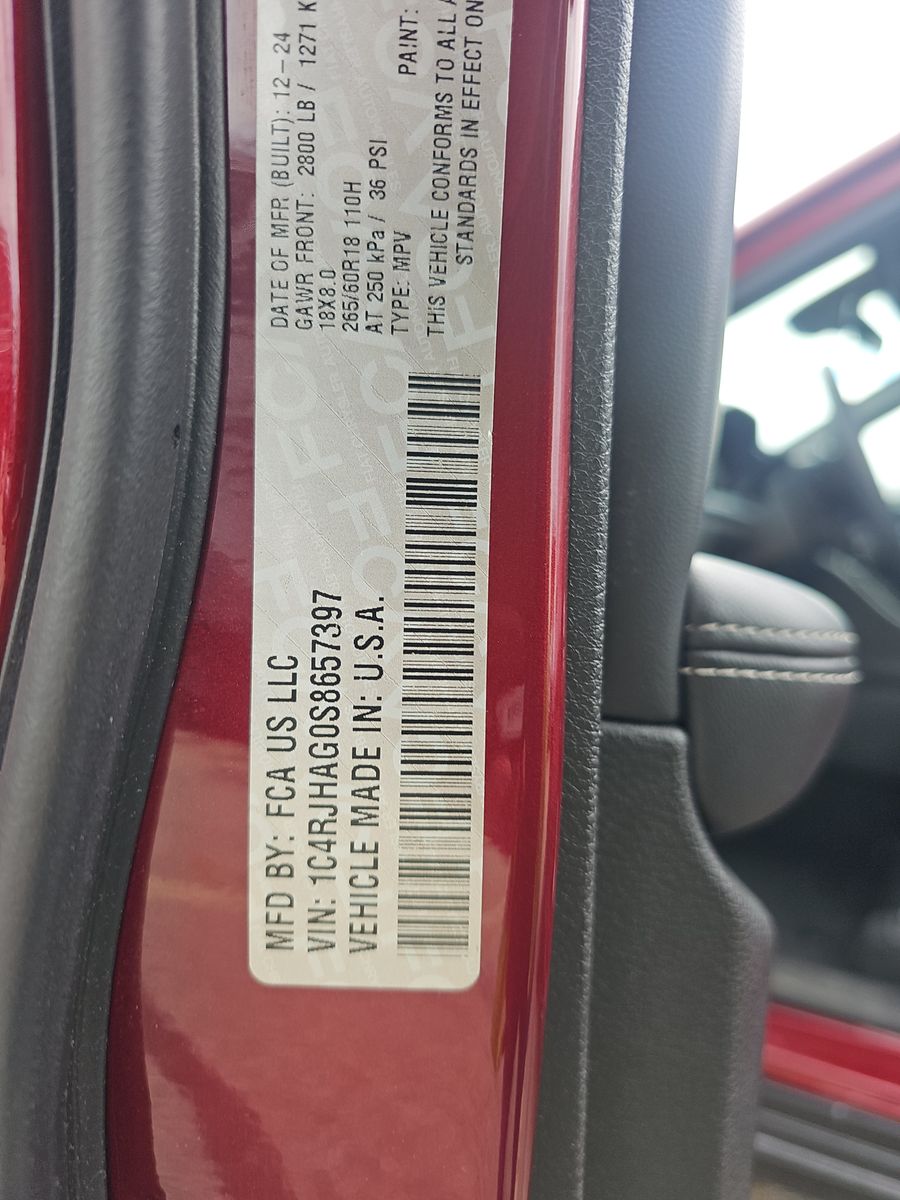 MFD BY: FCA US LLC
VIN: 1C4RJHAG0S8657397
VEHICLE MADE IN: U.S.A.
DATE OF MFR (BUILT): 12-24
GAWR FRONT: 2800 LB / 1271 K
18X8.0
265/60R18 110H
AT 250 kPa / 36 PSI
TYPE: MPV PAINT:
THIS VEHICLE CONFORMS TO ALL A
STANDARDS IN EFFECT ON